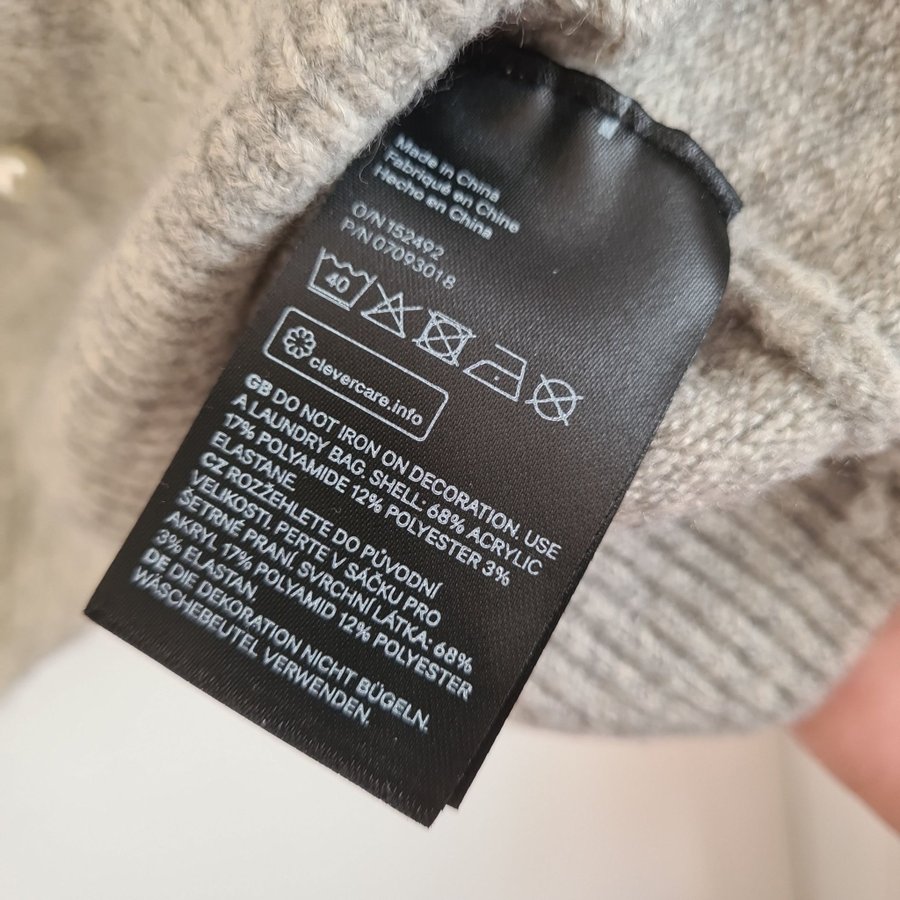 Made in China
Fabriqué en Chine
Hecho en China
O/N 152492
P/N 07093018
40
clevercare.info
GB DO NOT IRON ON DECORATION. USE
A LAUNDRY BAG. SHELL: 68% ACRYLIC
17% POLYAMIDE 12% POLYESTER 3%
ELASTANE
CZ ROZŽEHLETE DO PŮVODNÍ
VELIKOSTI, PERTE V SÁČKU PRO
ŠETRNÉ PRANÍ. SVRCHNÍ LÁTKA: 68%
AKRYL 17% POLYAMID 12% POLYESTER
3% ELASTAN.
DE DIE DEKORATION NICHT BÜGELN.
WÄSCHEBEUTEL VERWENDEN.